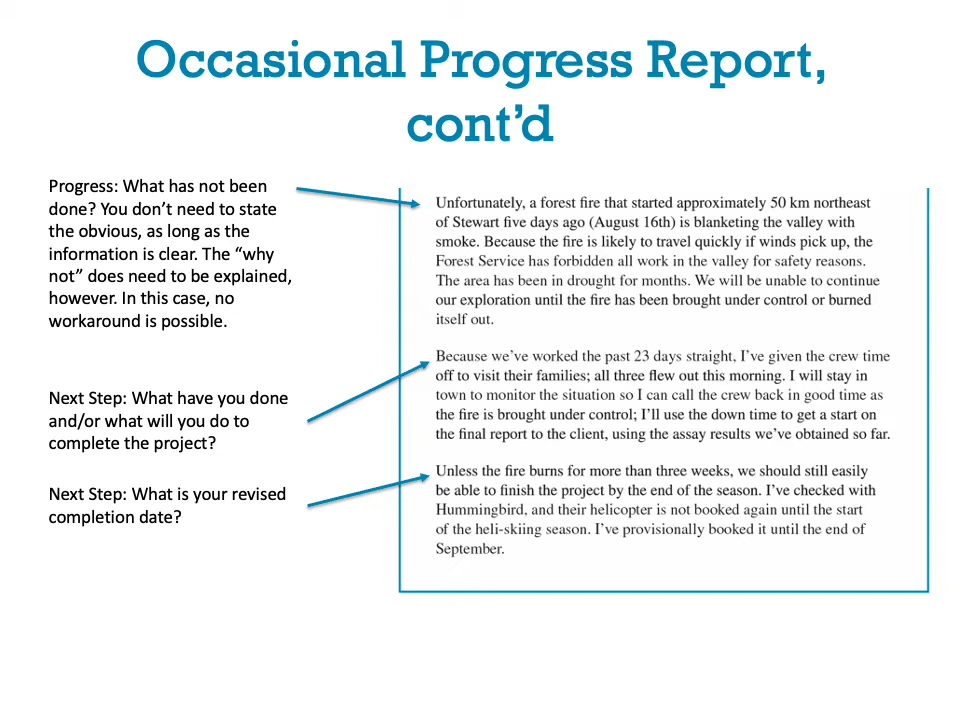 Occasional Progress Report,
cont’d
Progress: What has not been
done? You don’t need to state
the obvious, as long as the
information is clear. The “why
not” does need to be explained,
however. In this case, no
workaround is possible.
Next Step: What have you done
and/or what will you do to
complete the project?
Next Step: What is your revised
completion date?
Unfortunately, a forest fire that started approximately 50 km northeast
of Stewart five days ago (August 16th) is blanketing the valley with
smoke. Because the fire is likely to travel quickly if winds pick up, the
Forest Service has forbidden all work in the valley for safety reasons.
The area has been in drought for months. We will be unable to continue
our exploration until the fire has been brought under control or burned
itself out.
Because we’ve worked the past 23 days straight, I’ve given the crew time
off to visit their families; all three flew out this morning. I will stay in
town to monitor the situation so I can call the crew back in good time as
the fire is brought under control; I’ll use the down time to get a start on
the final report to the client, using the assay results we’ve obtained so far.
Unless the fire burns for more than three weeks, we should still easily
be able to finish the project by the end of the season. I’ve checked with
Hummingbird, and their helicopter is not booked again until the start
of the heli-skiing season. I’ve provisionally booked it until the end of
September.